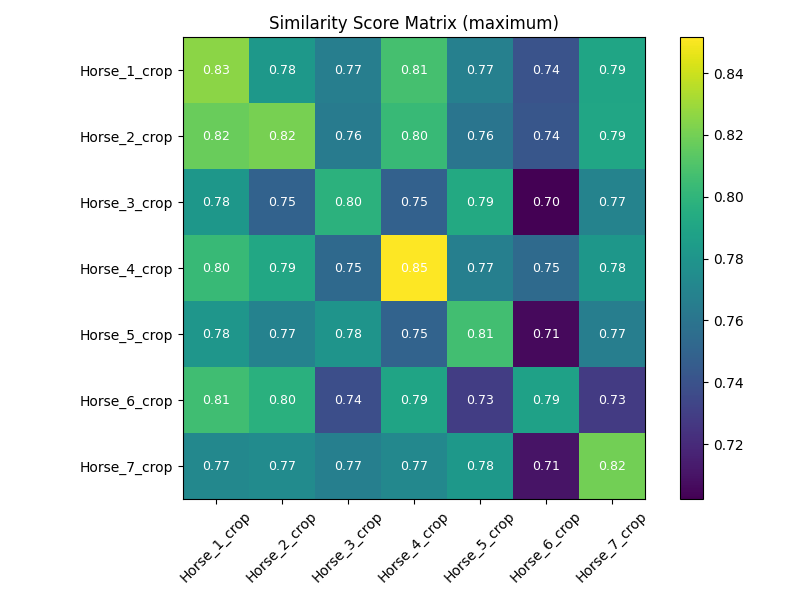 Similarity Score Matrix (maximum)
Horse_1_crop 0.83 0.78 0.77 0.81 0.77 0.74 0.79
Horse_2_crop 0.82 0.82 0.76 0.80 0.76 0.74 0.79
Horse_3_crop 0.78 0.75 0.80 0.75 0.79 0.70 0.77
Horse_4_crop 0.80 0.79 0.75 0.85 0.77 0.75 0.78
Horse_5_crop 0.78 0.77 0.78 0.75 0.81 0.71 0.77
Horse_6_crop 0.81 0.80 0.74 0.79 0.73 0.79 0.73
Horse_7_crop 0.77 0.77 0.77 0.77 0.78 0.71 0.82
Horse_1_crop Horse_2_crop Horse_3_crop Horse_4_crop Horse_5_crop Horse_6_crop Horse_7_crop
0.84
0.82
0.80
0.78
0.76
0.74
0.72